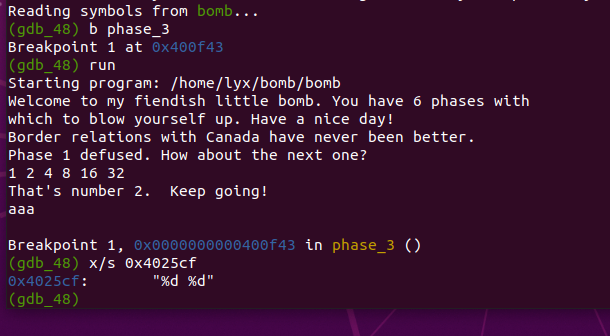 Reading symbols from bomb...
(gdb_48) b phase_3
Breakpoint 1 at 0x400f43
(gdb_48) run
Starting program: /home/lyx/bomb/bomb
Welcome to my fiendish little bomb. You have 6 phases with
which to blow yourself up. Have a nice day!
Border relations with Canada have never been better.
Phase 1 defused. How about the next one?
1 2 4 8 16 32
That's number 2.  Keep going!
aaa

Breakpoint 1, 0x0000000000400f43 in phase_3 ()
(gdb_48) x/s 0x4025cf
0x4025cf:	"%d %d"
(gdb_48)